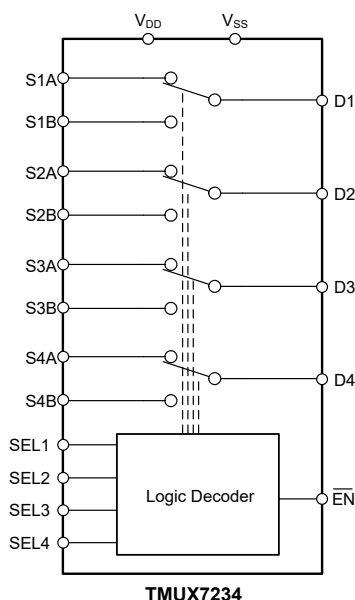 VDD
VSS
S1A
D1
S1B
S2A
D2
S2B
S3A
D3
S3B
S4A
D4
S4B
SEL1
SEL2
Logic Decoder
E̅N̅
SEL3
SEL4
TMUX7234